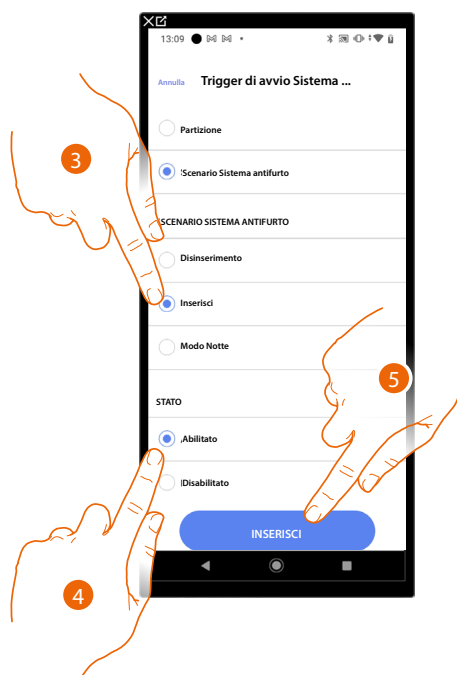 13:09
Annulla Trigger di avvio Sistema ...
Partizione
!Scenario Sistema antifurto
SCENARIO SISTEMA ANTIFURTO
Disinserimento
Inserisci
Modo Notte
STATO
,Abilitato
!Disabilitato
INSERISCI
3
5
4